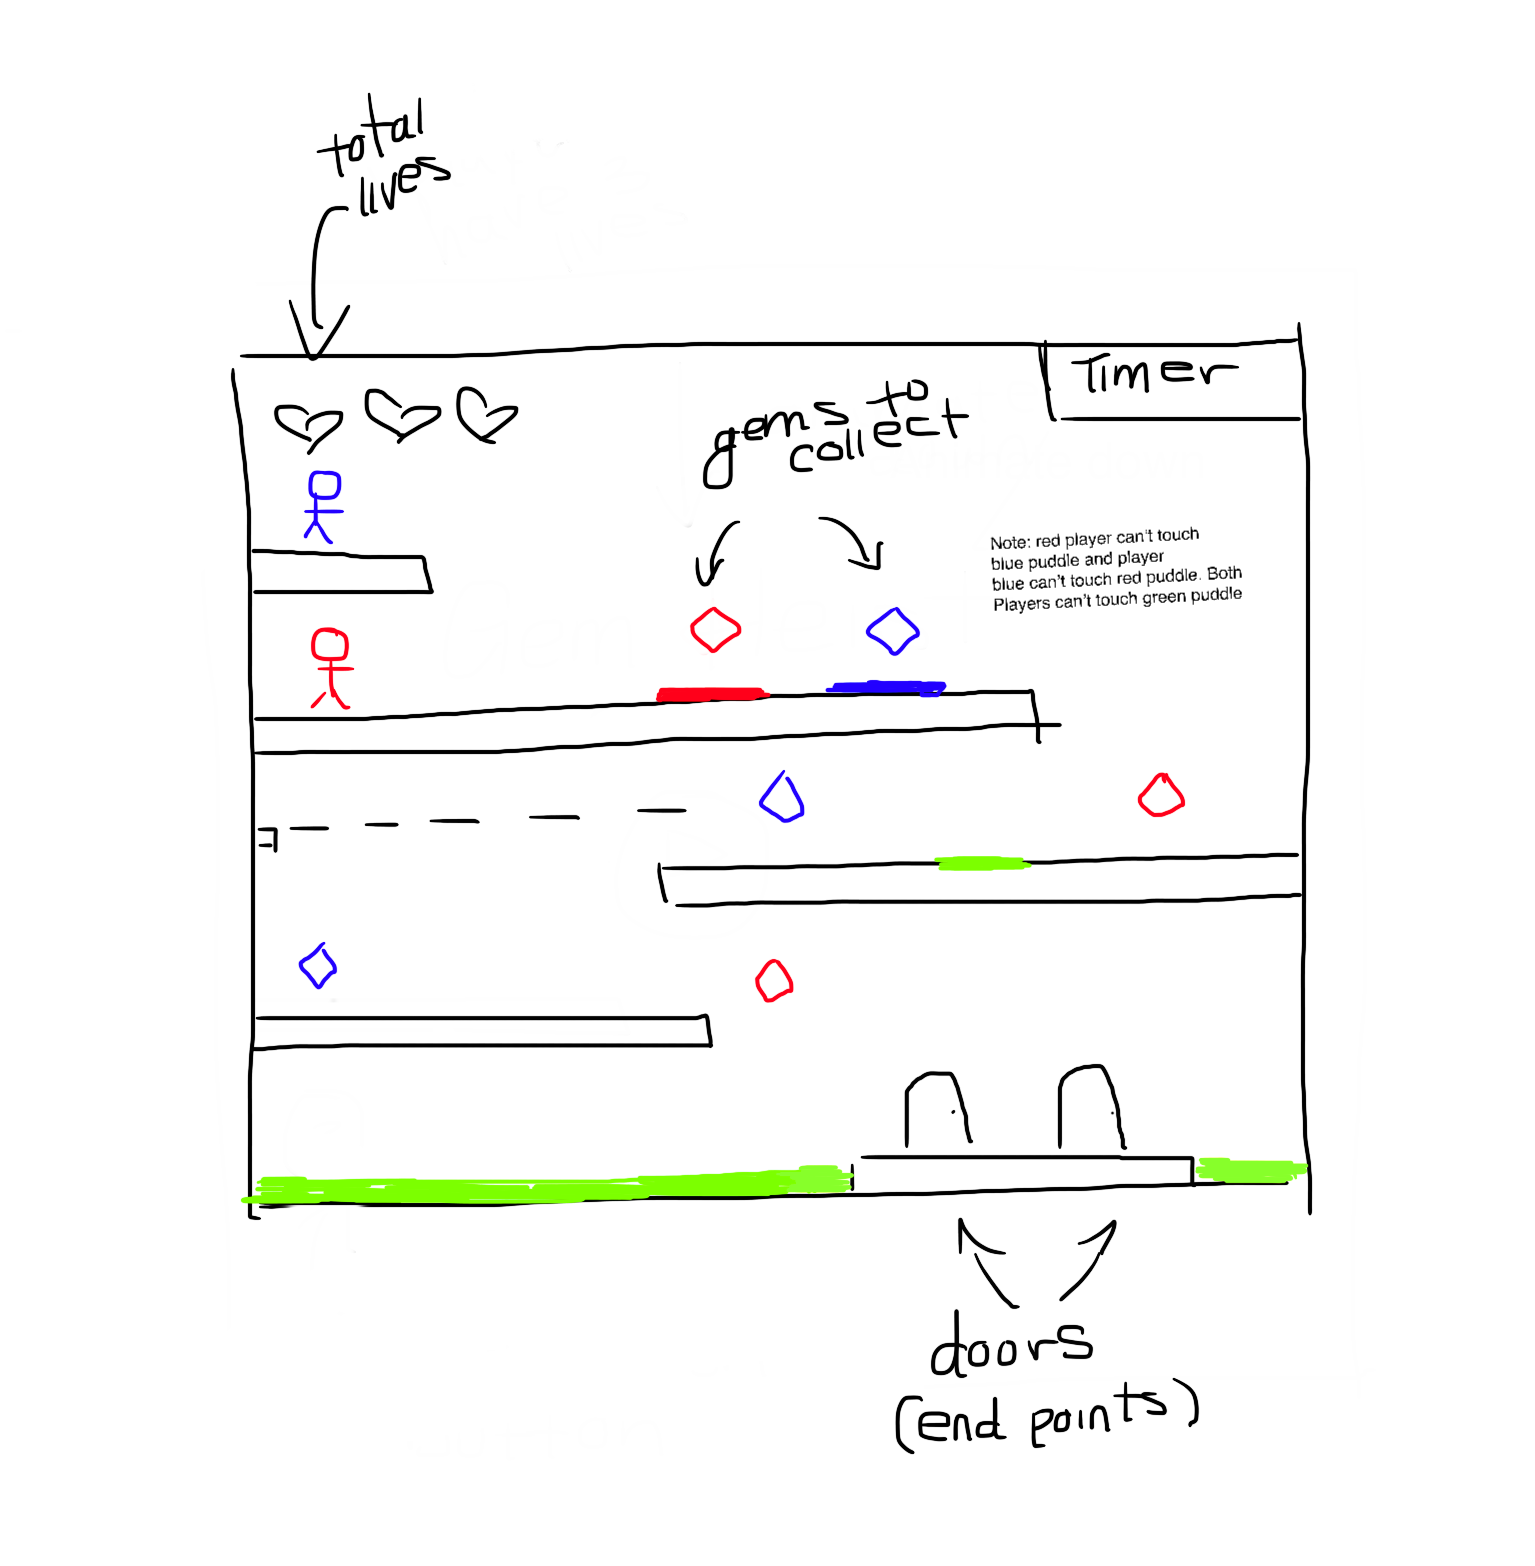 total
lives
Timer
gems to
collect
Note: red player can't touch
blue puddle and player
blue can't touch red puddle. Both
Players can't touch green puddle
doors
(end points)